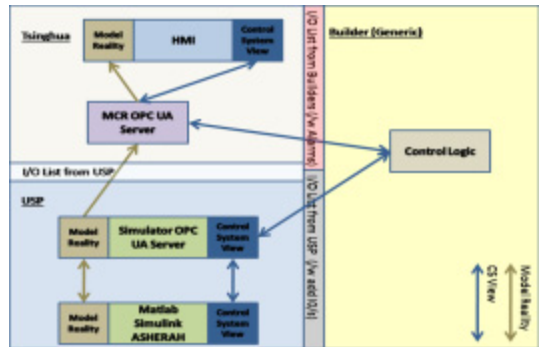 Tsinghua
Model
Reality
HMI
Control
System
View
MCR OPC UA
Server
I/O List from USP
USP
Model
Reality
Simulator OPC
UA Server
Control
System
View
Model
Reality
Matlab
Simulink
ASHERAH
Control
System
View
I/O List from Builders (/w Alarms)
I/O List from USP (/w add I/0/s)
Builder (Generic)
Control Logic
CS View
Model Reality